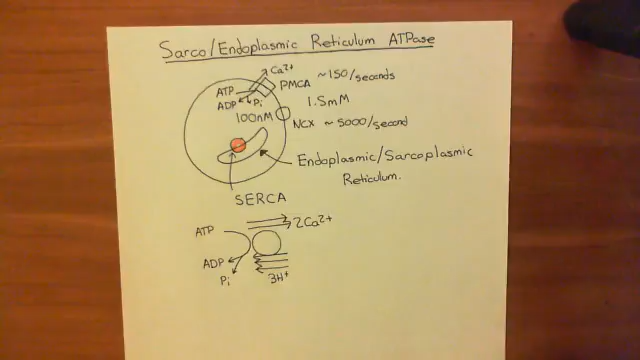 Sarco/Endoplasmic Reticulum ATPase
Ca2+
PMCA ~150/seconds
ATP
ADP Pi
100nM
1.5mM
NCX ~5000/second
Endoplasmic/Sarcoplasmic
Reticulum.
SERCA
ATP
2Ca2+
ADP
Pi
3H+